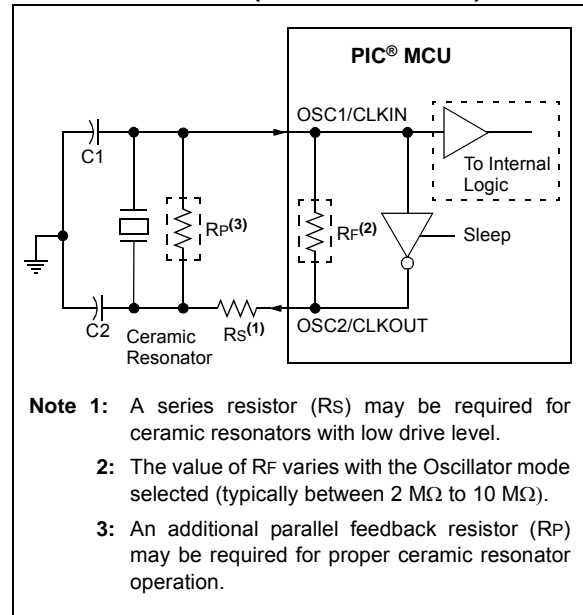 PIC® MCU
OSC1/CLKIN
C1
To Internal
Logic
RP(3)
RF(2)
Sleep
C2
Ceramic
Resonator
RS(1)
OSC2/CLKOUT
Note 1: A series resistor (RS) may be required for
ceramic resonators with low drive level.
2: The value of RF varies with the Oscillator mode
selected (typically between 2 MΩ to 10 MΩ).
3: An additional parallel feedback resistor (RP)
may be required for proper ceramic resonator
operation.